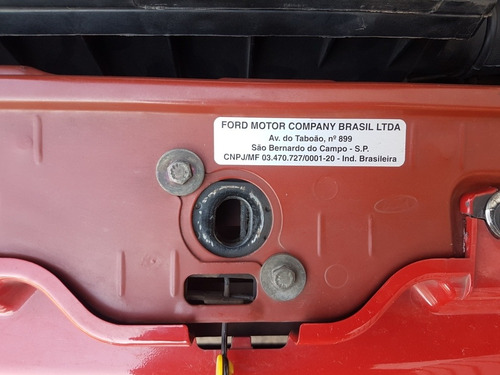 FORD MOTOR COMPANY BRASIL LTDA
Av. do Taboão, nº 899
São Bernardo do Campo - S.P.
CNPJ/MF 03.470.727/0001-20 - Ind. Brasileira